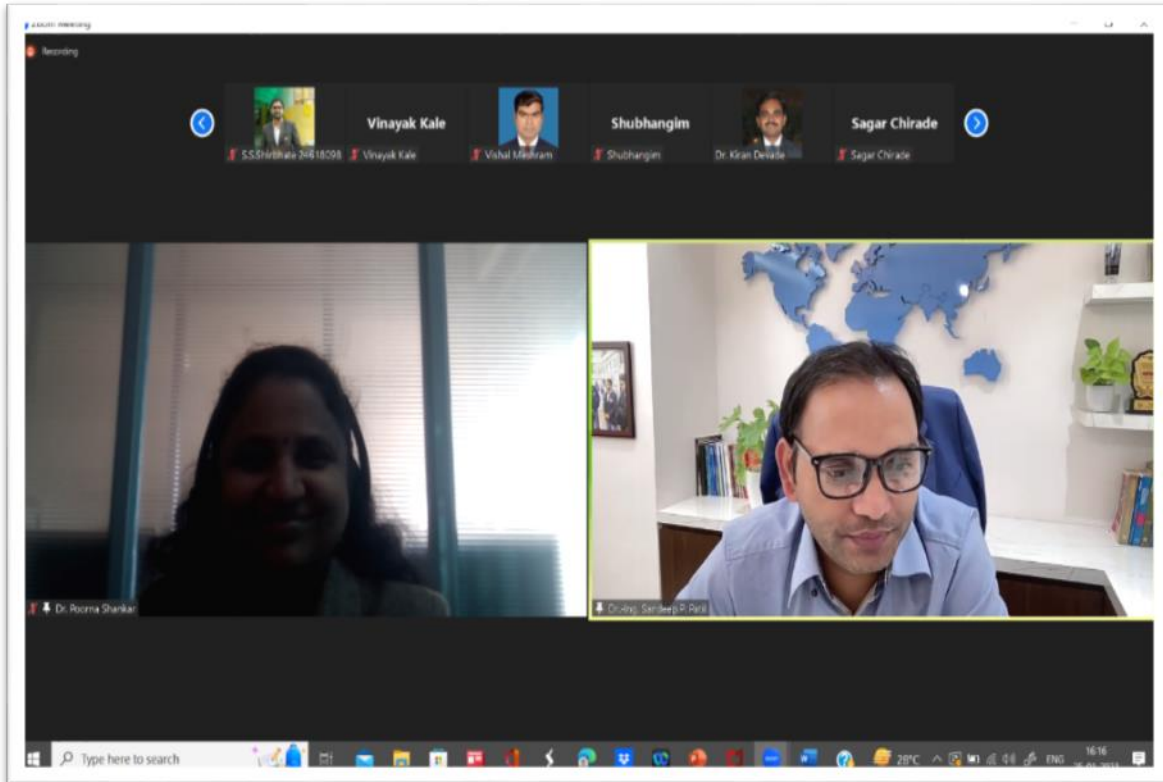 Zoom Meeting
Recording
Vinayak Kale
Shubhangim
Sagar Chirade
S.S.Shirbhate 24618098
Vinayak Kale
Vishal Meshram
Shubhangim
Dr. Kiran Devade
Sagar Chirade
Dr. Poorna Shankar
Dr.-Ing. Sandeep P. Patil
Type here to search
28°C
ENG
16:16